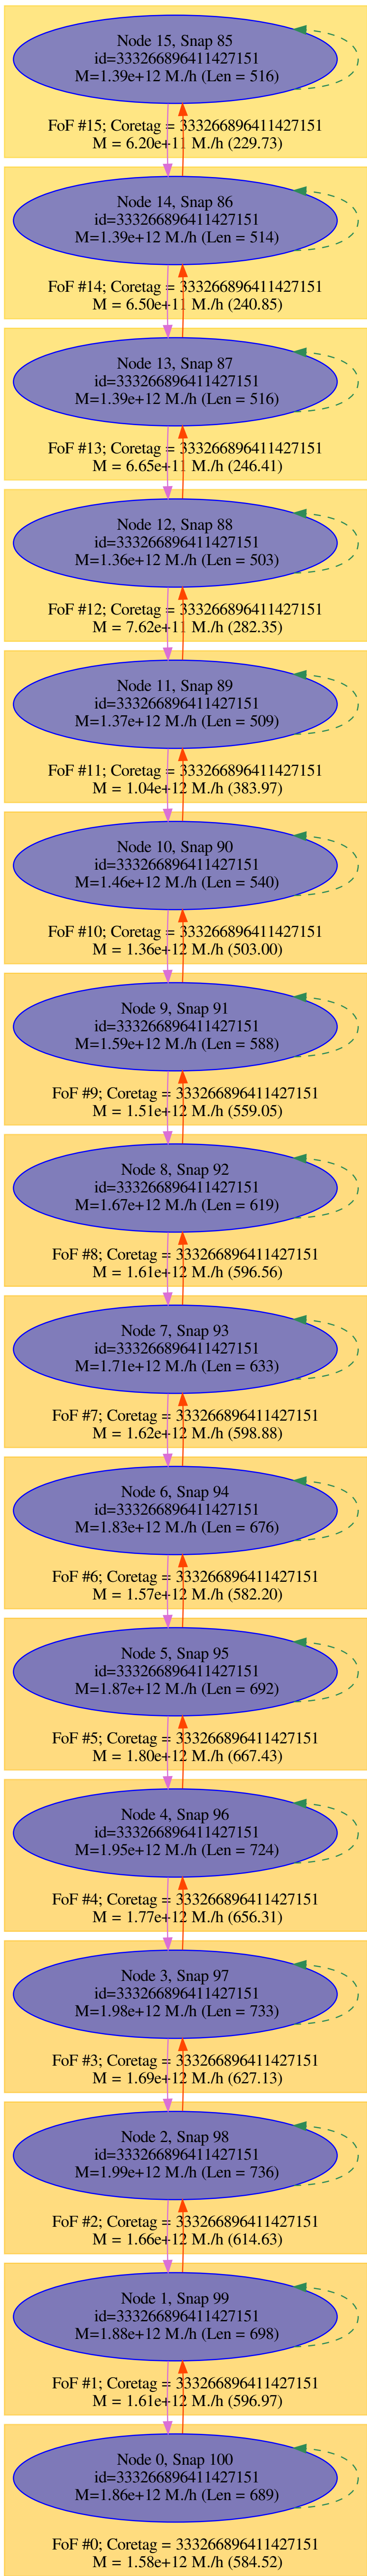 Node 15, Snap 85
id=333266896411427151
M=1.39e+12 M./h (Len = 516)
FoF #15; Coretag = 333266896411427151
M = 6.20e+11 M./h (229.73)
Node 14, Snap 86
id=333266896411427151
M=1.39e+12 M./h (Len = 514)
FoF #14; Coretag = 333266896411427151
M = 6.50e+11 M./h (240.85)
Node 13, Snap 87
id=333266896411427151
M=1.39e+12 M./h (Len = 516)
FoF #13; Coretag = 333266896411427151
M = 6.65e+11 M./h (246.41)
Node 12, Snap 88
id=333266896411427151
M=1.36e+12 M./h (Len = 503)
FoF #12; Coretag = 333266896411427151
M = 7.62e+11 M./h (282.35)
Node 11, Snap 89
id=333266896411427151
M=1.37e+12 M./h (Len = 509)
FoF #11; Coretag = 333266896411427151
M = 1.04e+12 M./h (383.97)
Node 10, Snap 90
id=333266896411427151
M=1.46e+12 M./h (Len = 540)
FoF #10; Coretag = 333266896411427151
M = 1.36e+12 M./h (503.00)
Node 9, Snap 91
id=333266896411427151
M=1.59e+12 M./h (Len = 588)
FoF #9; Coretag = 333266896411427151
M = 1.51e+12 M./h (559.05)
Node 8, Snap 92
id=333266896411427151
M=1.67e+12 M./h (Len = 619)
FoF #8; Coretag = 333266896411427151
M = 1.61e+12 M./h (596.56)
Node 7, Snap 93
id=333266896411427151
M=1.71e+12 M./h (Len = 633)
FoF #7; Coretag = 333266896411427151
M = 1.62e+12 M./h (598.88)
Node 6, Snap 94
id=333266896411427151
M=1.83e+12 M./h (Len = 676)
FoF #6; Coretag = 333266896411427151
M = 1.57e+12 M./h (582.20)
Node 5, Snap 95
id=333266896411427151
M=1.87e+12 M./h (Len = 692)
FoF #5; Coretag = 333266896411427151
M = 1.80e+12 M./h (667.43)
Node 4, Snap 96
id=333266896411427151
M=1.95e+12 M./h (Len = 724)
FoF #4; Coretag = 333266896411427151
M = 1.77e+12 M./h (656.31)
Node 3, Snap 97
id=333266896411427151
M=1.98e+12 M./h (Len = 733)
FoF #3; Coretag = 333266896411427151
M = 1.69e+12 M./h (627.13)
Node 2, Snap 98
id=333266896411427151
M=1.99e+12 M./h (Len = 736)
FoF #2; Coretag = 333266896411427151
M = 1.66e+12 M./h (614.63)
Node 1, Snap 99
id=333266896411427151
M=1.88e+12 M./h (Len = 698)
FoF #1; Coretag = 333266896411427151
M = 1.61e+12 M./h (596.97)
Node 0, Snap 100
id=333266896411427151
M=1.86e+12 M./h (Len = 689)
FoF #0; Coretag = 333266896411427151
M = 1.58e+12 M./h (584.52)